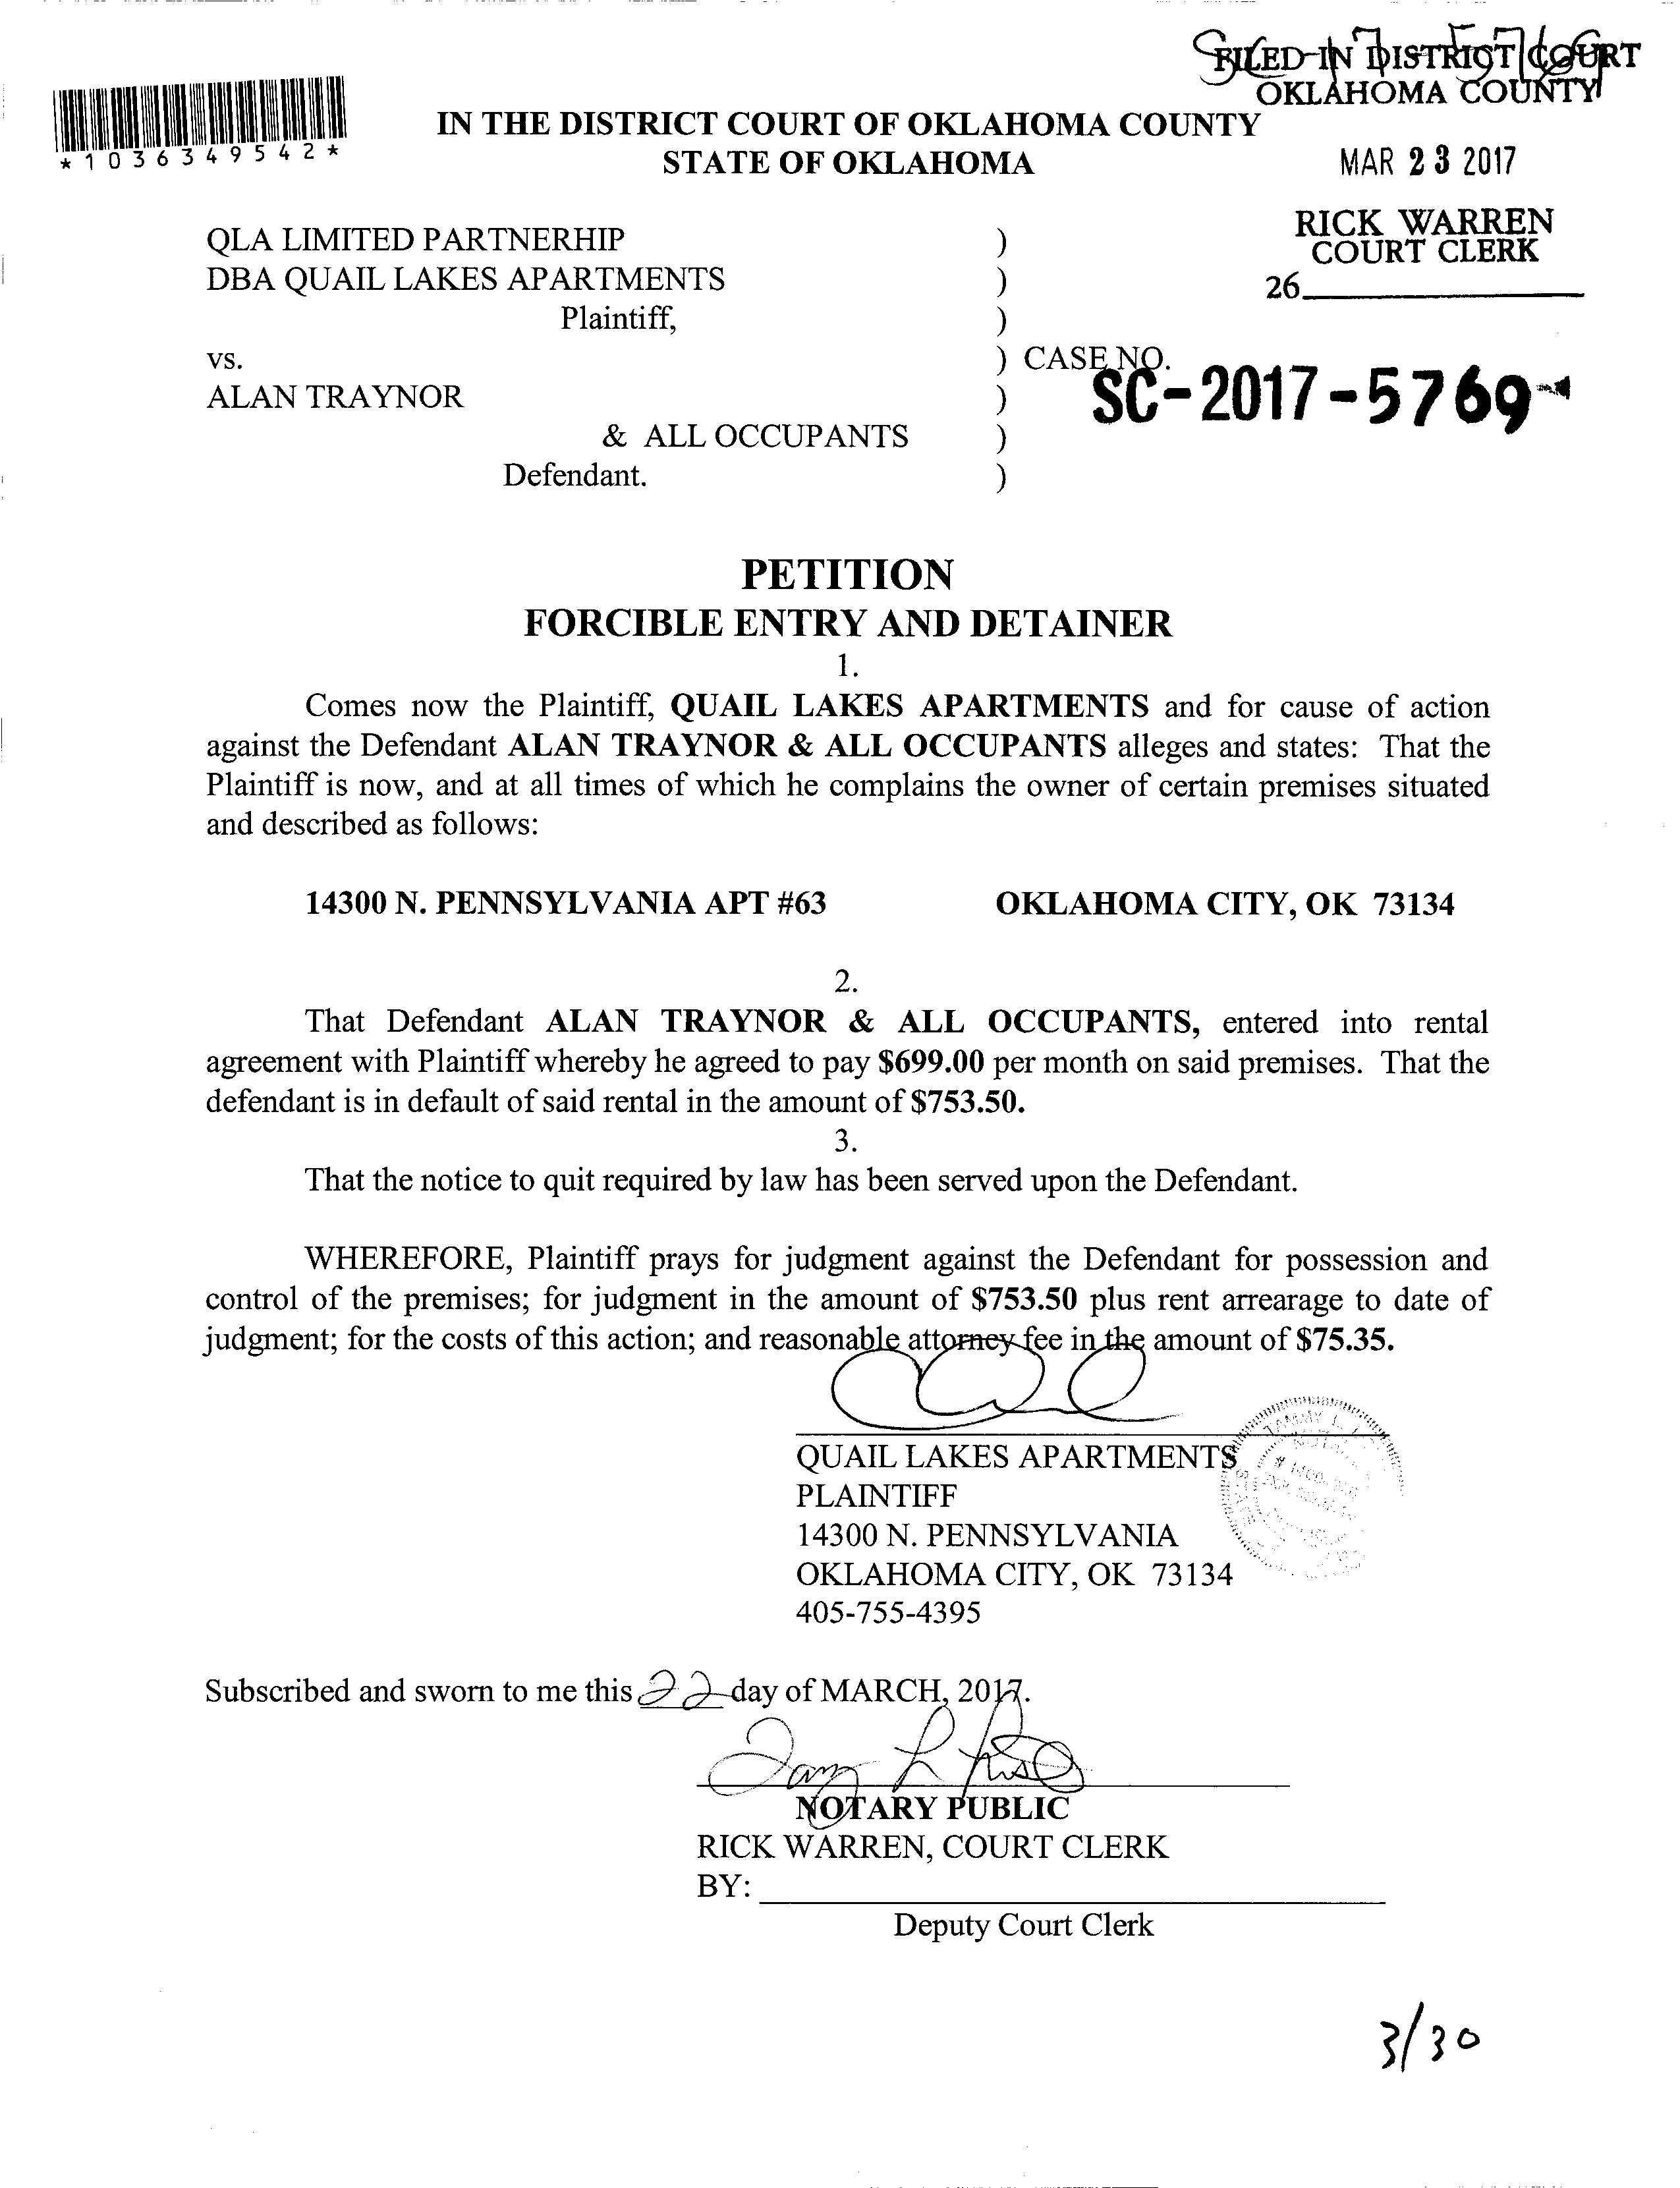 FILED IN DISTRICT COURT
OKLAHOMA COUNTY
*1036349542*
IN THE DISTRICT COURT OF OKLAHOMA COUNTY
STATE OF OKLAHOMA
MAR 23 2017
RICK WARREN
COURT CLERK
26
QLA LIMITED PARTNERHIP )
DBA QUAIL LAKES APARTMENTS )
Plaintiff, )
vs. ) CASE NO.
SC-2017-5769
ALAN TRAYNOR )
& ALL OCCUPANTS )
Defendant. )
PETITION
FORCIBLE ENTRY AND DETAINER
1.
Comes now the Plaintiff, QUAIL LAKES APARTMENTS and for cause of action
against the Defendant ALAN TRAYNOR & ALL OCCUPANTS alleges and states: That the
Plaintiff is now, and at all times of which he complains the owner of certain premises situated
and described as follows:
14300 N. PENNSYLVANIA APT #63 OKLAHOMA CITY, OK 73134
2.
That Defendant ALAN TRAYNOR & ALL OCCUPANTS, entered into rental
agreement with Plaintiff whereby he agreed to pay $699.00 per month on said premises. That the
defendant is in default of said rental in the amount of $753.50.
3.
That the notice to quit required by law has been served upon the Defendant.
WHEREFORE, Plaintiff prays for judgment against the Defendant for possession and
control of the premises; for judgment in the amount of $753.50 plus rent arrearage to date of
judgment; for the costs of this action; and reasonable attorney fee in the amount of $75.35.
QUAIL LAKES APARTMENTS
PLAINTIFF
14300 N. PENNSYLVANIA
OKLAHOMA CITY, OK 73134
405-755-4395
TAMMY L.
Subscribed and sworn to me this 22 day of MARCH, 2017.
NOTARY PUBLIC
RICK WARREN, COURT CLERK
BY:
Deputy Court Clerk
3/30